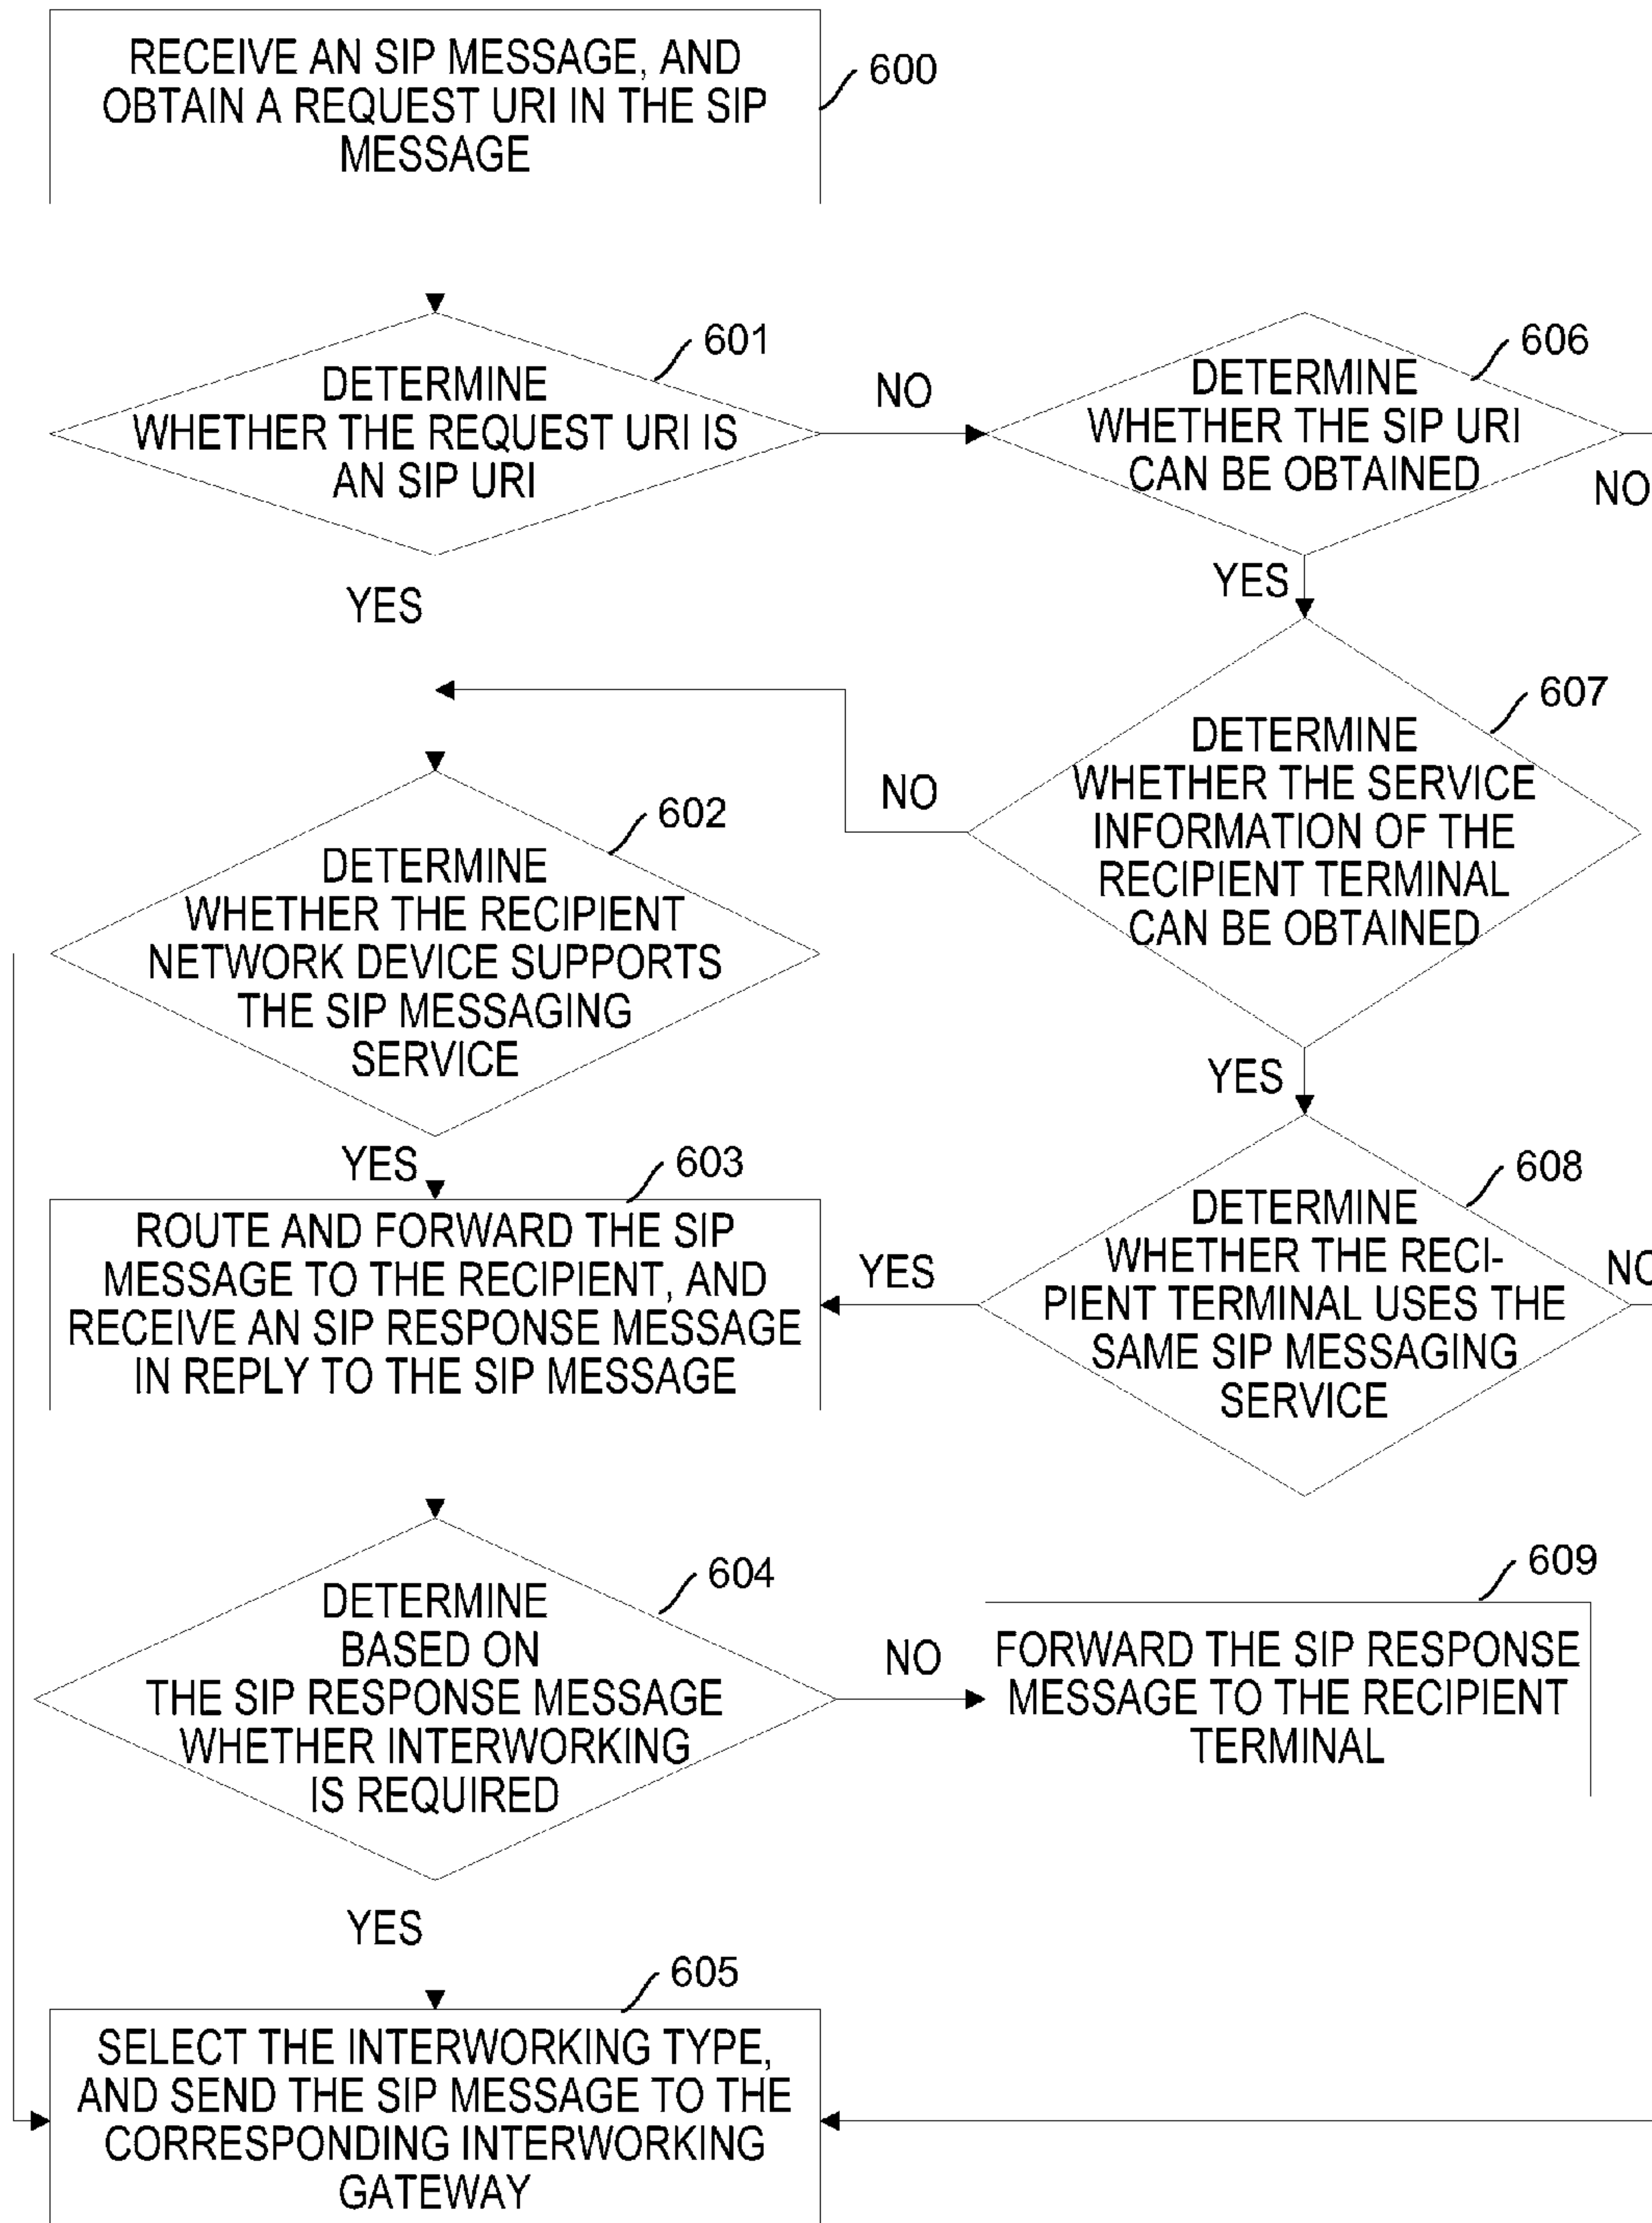 RECEIVE AN SIP MESSAGE, AND
OBTAIN A REQUEST URI IN THE SIP
MESSAGE
600
DETERMINE
WHETHER THE REQUEST URI IS
AN SIP URI
601
NO
YES
DETERMINE
WHETHER THE SIP URI
CAN BE OBTAINED
606
NO
YES
DETERMINE
WHETHER THE SERVICE
INFORMATION OF THE
RECIPIENT TERMINAL
CAN BE OBTAINED
607
NO
YES
DETERMINE
WHETHER THE RECIPIENT
NETWORK DEVICE SUPPORTS
THE SIP MESSAGING
SERVICE
602
YES
603
ROUTE AND FORWARD THE SIP
MESSAGE TO THE RECIPIENT, AND
RECEIVE AN SIP RESPONSE MESSAGE
IN REPLY TO THE SIP MESSAGE
YES
DETERMINE
WHETHER THE RECI-
PIENT TERMINAL USES THE
SAME SIP MESSAGING
SERVICE
608
NO
DETERMINE
BASED ON
THE SIP RESPONSE MESSAGE
WHETHER INTERWORKING
IS REQUIRED
604
NO
YES
609
FORWARD THE SIP RESPONSE
MESSAGE TO THE RECIPIENT
TERMINAL
605
SELECT THE INTERWORKING TYPE,
AND SEND THE SIP MESSAGE TO THE
CORRESPONDING INTERWORKING
GATEWAY